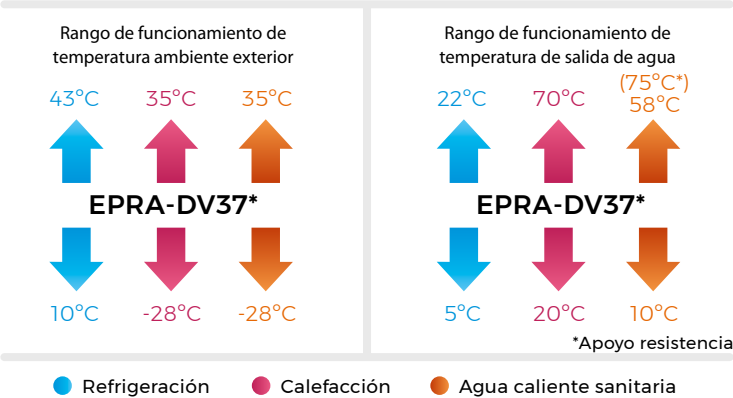 Rango de funcionamiento de
temperatura ambiente exterior
43°C 35°C 35°C
EPRA-DV37*
10°C -28°C -28°C
Rango de funcionamiento de
temperatura de salida de agua
(75°C*)
22°C 70°C 58°C
EPRA-DV37*
5°C 20°C 10°C
*Apoyo resistencia
Refrigeración Calefacción Agua caliente sanitaria